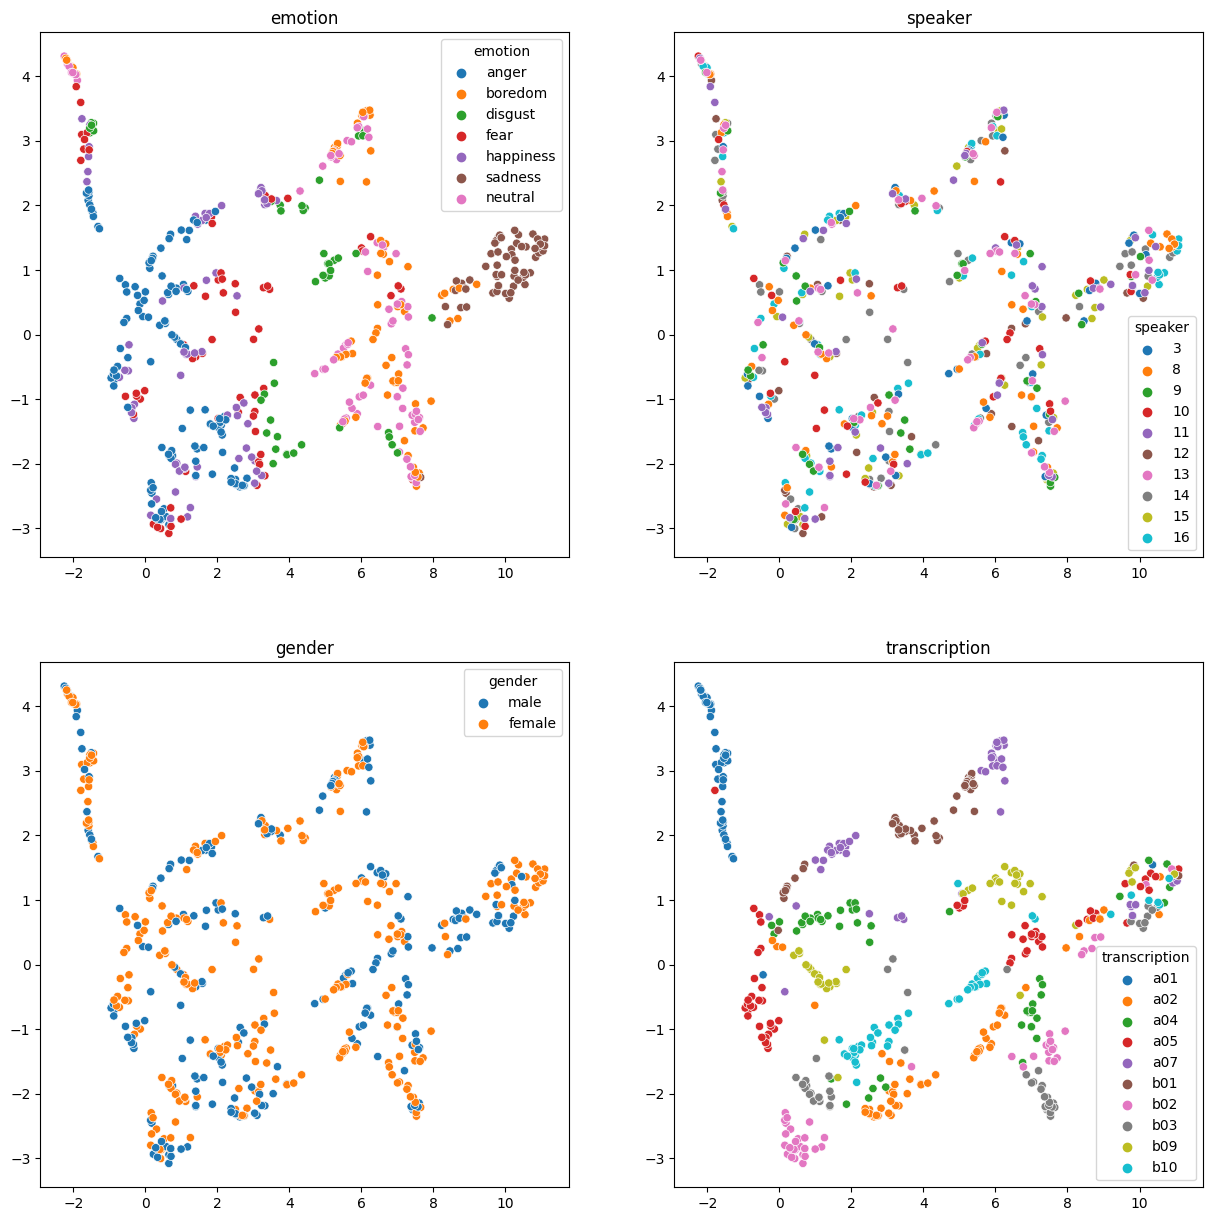 emotion
emotion
anger
boredom
disgust
fear
happiness
sadness
neutral
4
3
2
1
0
−1
−2
−3
−2
0
2
4
6
8
10
speaker
speaker
3
8
9
10
11
12
13
14
15
16
4
3
2
1
0
−1
−2
−3
−2
0
2
4
6
8
10
gender
gender
male
female
4
3
2
1
0
−1
−2
−3
−2
0
2
4
6
8
10
transcription
transcription
a01
a02
a04
a05
a07
b01
b02
b03
b09
b10
4
3
2
1
0
−1
−2
−3
−2
0
2
4
6
8
10